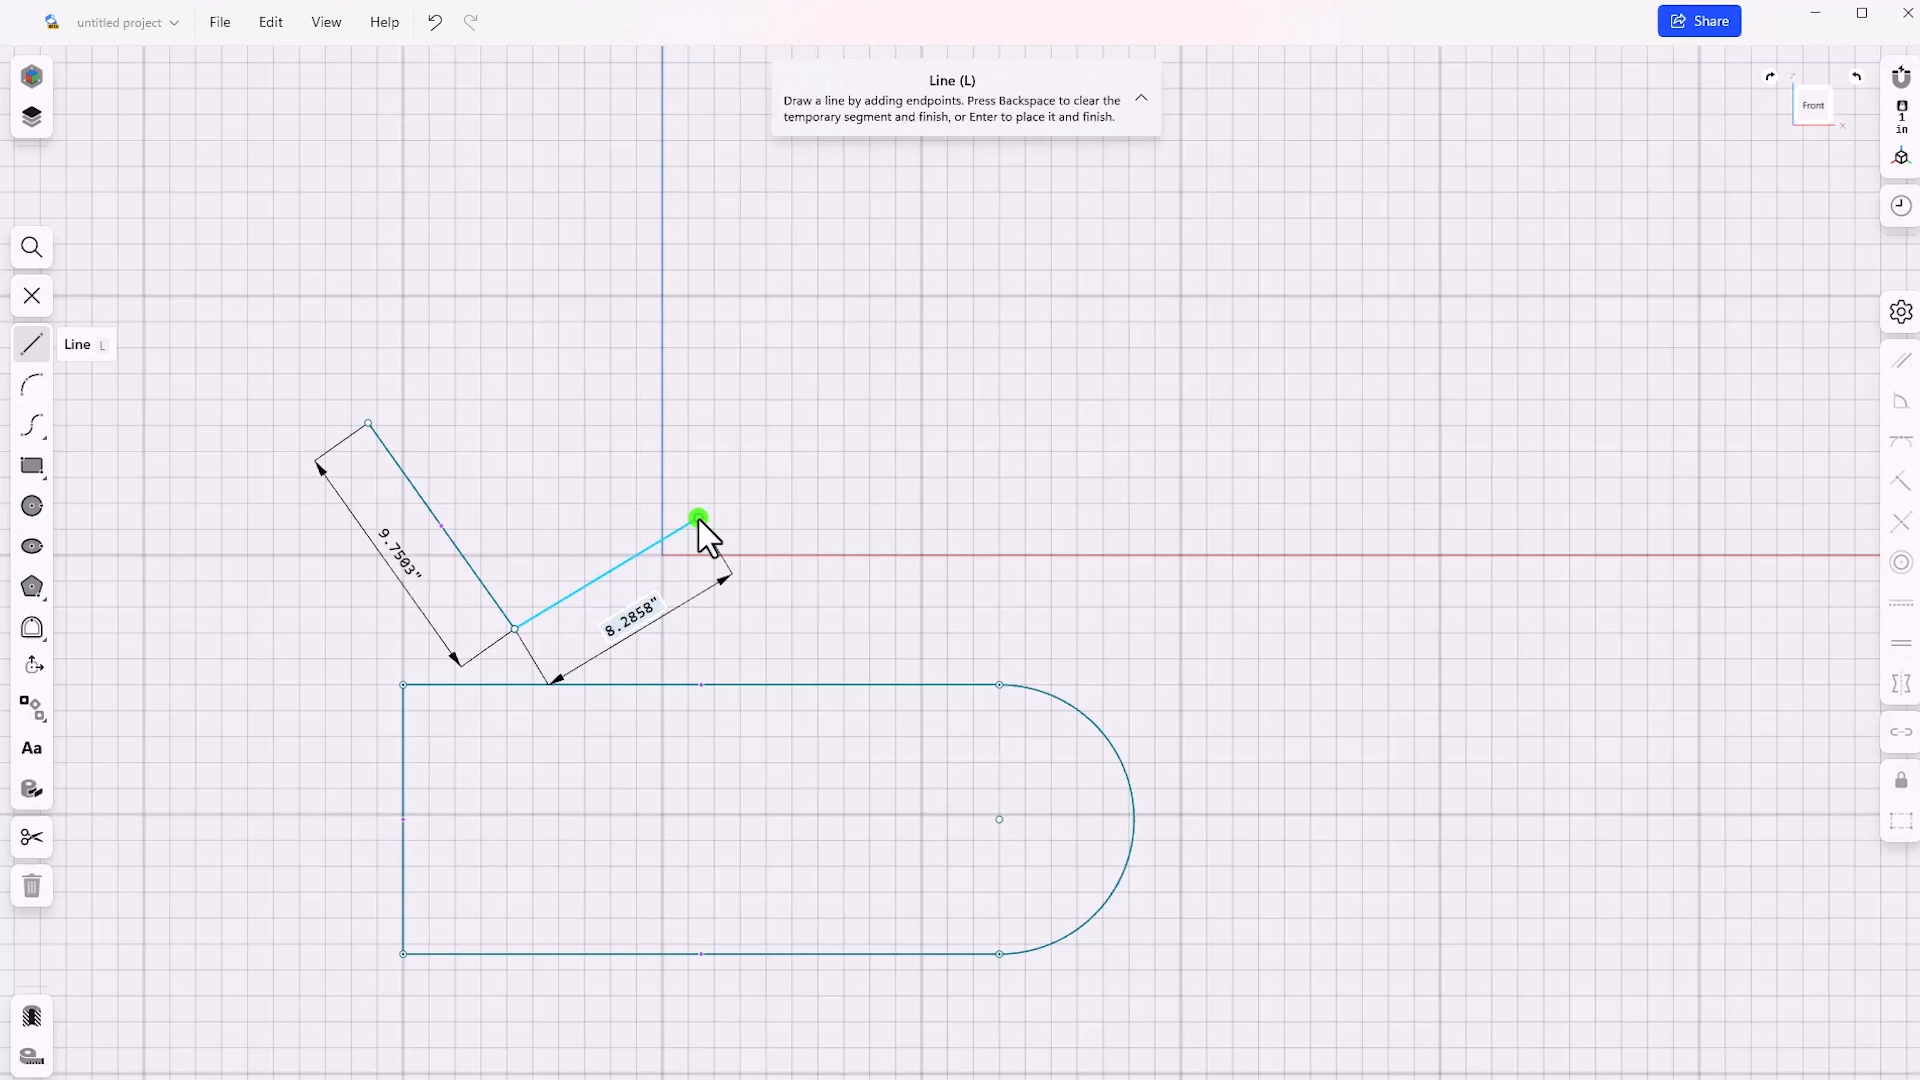 untitled project
File
Edit
View
Help
Share
Line (L)
Draw a line by adding endpoints. Press Backspace to clear the
temporary segment and finish, or Enter to place it and finish.
Front
X
1
in
Line L
9.7503"
8.2858"
Aa